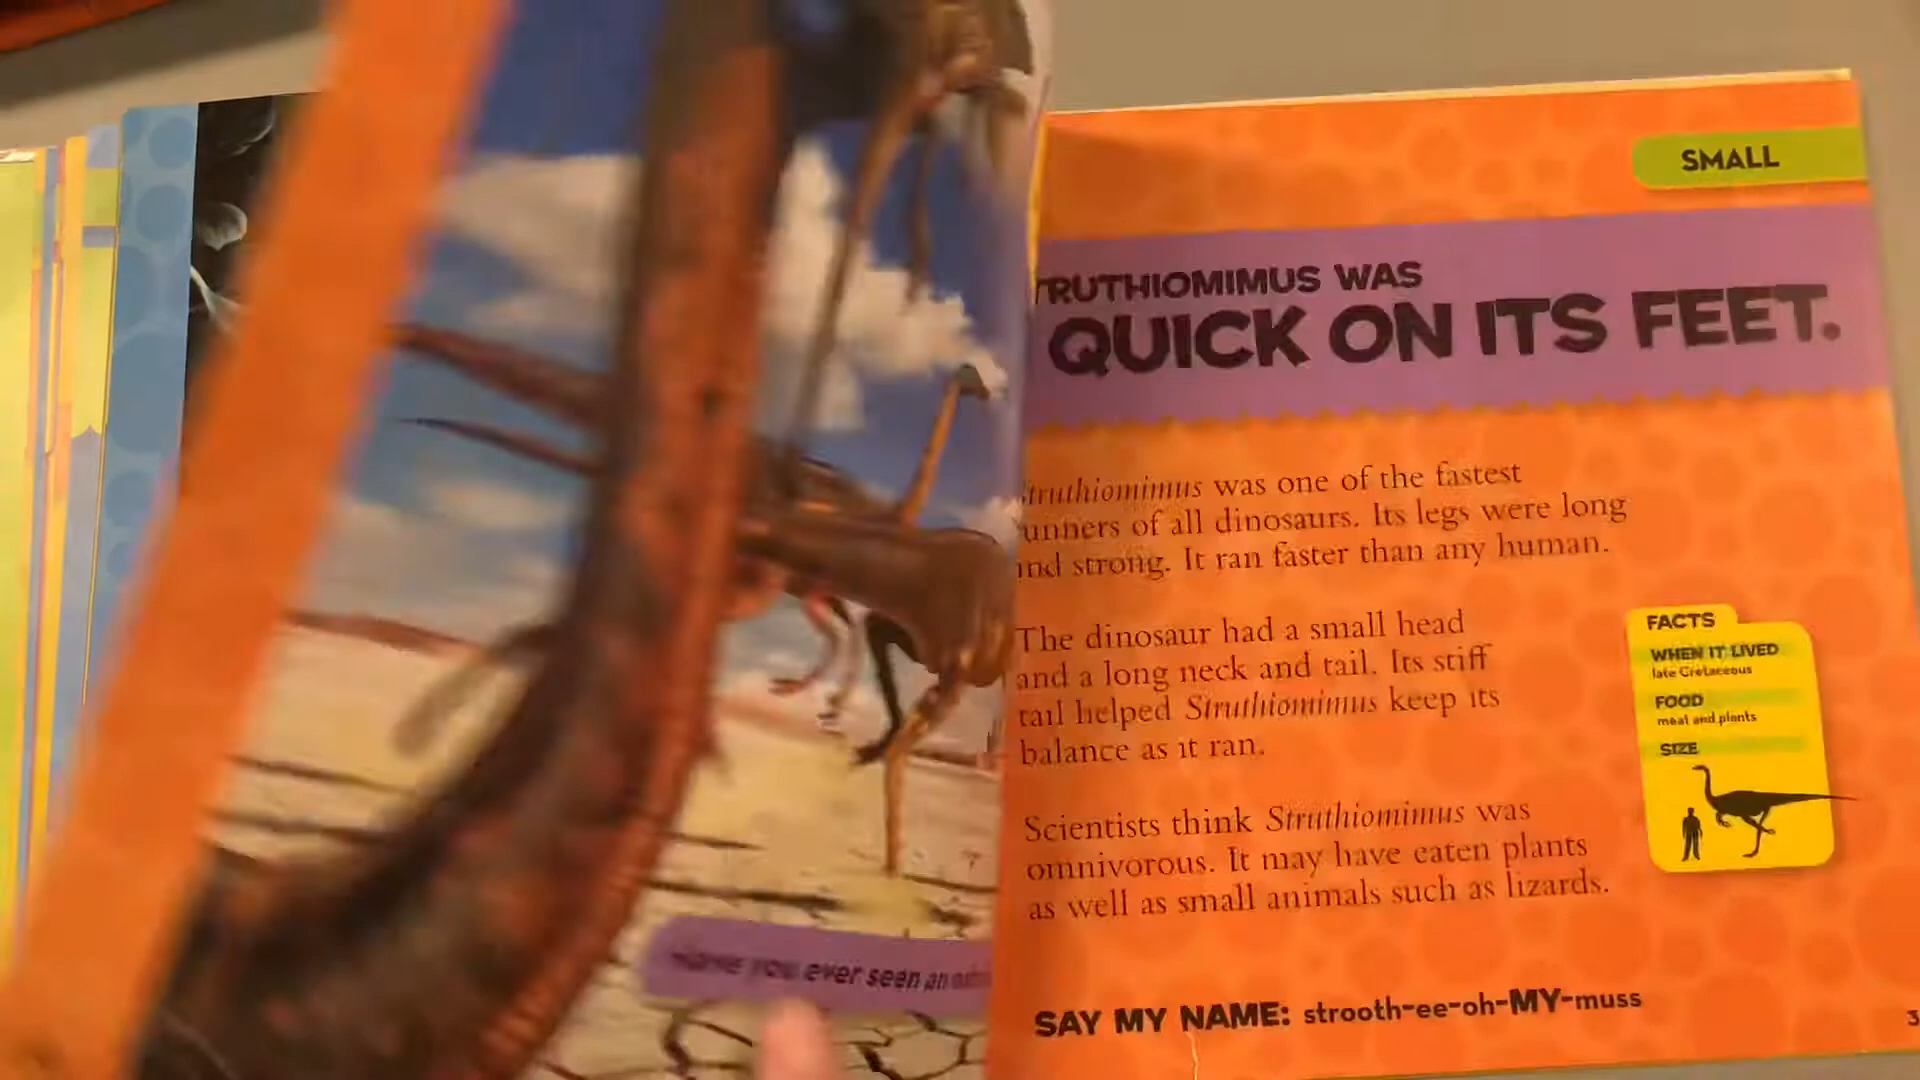 SMALL
TRUTHIOMIMUS WAS
QUICK ON ITS FEET.
truthiomimus was one of the fastest
unners of all dinosaurs. Its legs were long
and strong. It ran faster than any human.
The dinosaur had a small head
and a long neck and tail. Its stiff
tail helped Struthiomimus keep its
balance as it ran.
Scientists think Struthiomimus was
omnivorous. It may have eaten plants
as well as small animals such as lizards.
FACTS
WHEN IT LIVED
late Cretaceous
FOOD
meat and plants
SIZE
Have you ever seen an
SAY MY NAME: strooth-ee-oh-MY-muss
3